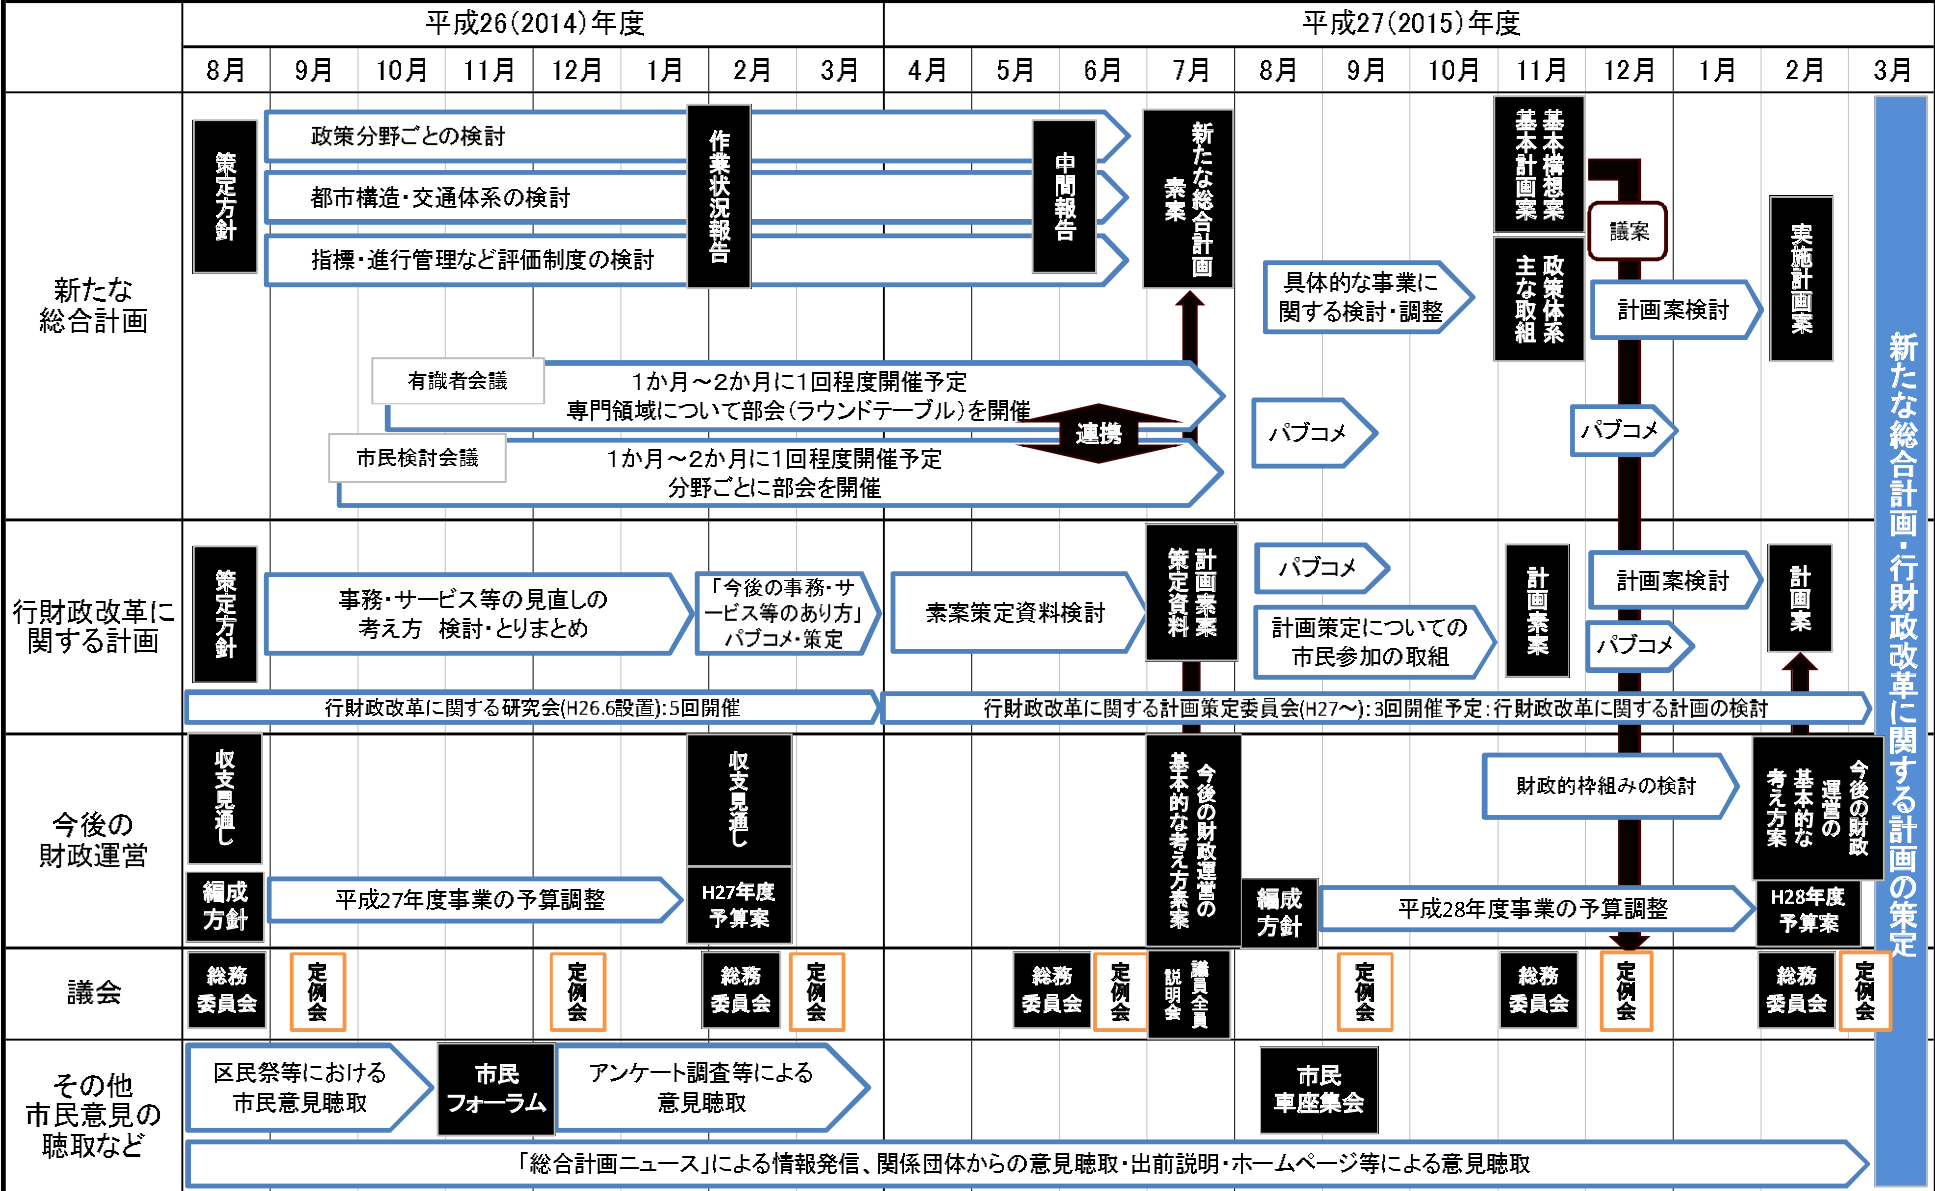 平成26(2014)年度
平成27(2015)年度
8月 9月 10月 11月 12月 1月 2月 3月 4月 5月 6月 7月 8月 9月 10月 11月 12月 1月 2月 3月
新たな
総合計画
策定方針
政策分野ごとの検討
都市構造・交通体系の検討
指標・進行管理など評価制度の検討
作業状況報告
中間報告
新たな総合計画
素案
基本構想案
基本計画案
政策体系
主な取組
議案
実施計画案
具体的な事業に
関する検討・調整
計画案検討
有識者会議
1か月～2か月に1回程度開催予定
専門領域について部会(ラウンドテーブル)を開催
連携
市民検討会議
1か月～2か月に1回程度開催予定
分野ごとに部会を開催
パブコメ
パブコメ
行財政改革に
関する計画
策定方針
事務・サービス等の見直しの
考え方 検討・とりまとめ
「今後の事務・サ
ービス等のあり方」
パブコメ・策定
素案策定資料検討
計画素案
策定資料
パブコメ
計画策定についての
市民参加の取組
計画素案
計画案検討
パブコメ
計画案
行財政改革に関する研究会(H26.6設置):5回開催
行財政改革に関する計画策定委員会(H27～):3回開催予定:行財政改革に関する計画の検討
今後の
財政運営
収支見通し
編成
方針
平成27年度事業の予算調整
収支見通し
H27年度
予算案
今後の財政運営の
基本的な考え方素案
編成
方針
財政的枠組みの検討
平成28年度事業の予算調整
今後の財政
運営の
基本的な
考え方案
H28年度
予算案
議会
総務
委員会
定例会
定例会
総務
委員会
定例会
総務
委員会
定例会
議員全員
説明会
定例会
総務
委員会
定例会
総務
委員会
定例会
その他
市民意見の
聴取など
区民祭等における
市民意見聴取
市民
フォーラム
アンケート調査等による
意見聴取
市民
車座集会
「総合計画ニュース」による情報発信、関係団体からの意見聴取・出前説明・ホームページ等による意見聴取
新たな総合計画・行財政改革に関する計画の策定